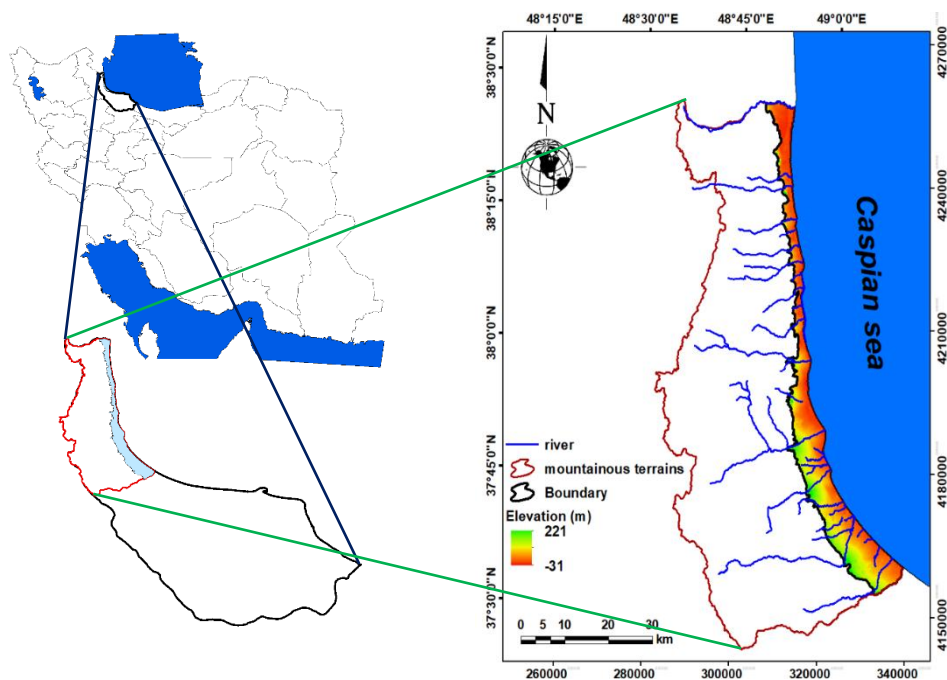 48°15'0"E 48°30'0"E 48°45'0"E 49°0'0"E
38°30'0"N
38°45'0"N
38°0'0"N
37°45'0"N
37°30'0"N
4270000
4240000
4210000
4180000
4150000
N
Caspian sea
river
mountainous terrains
Boundary
Elevation (m)
221
-31
0 5 10 20 30
km
260000 280000 300000 320000 340000